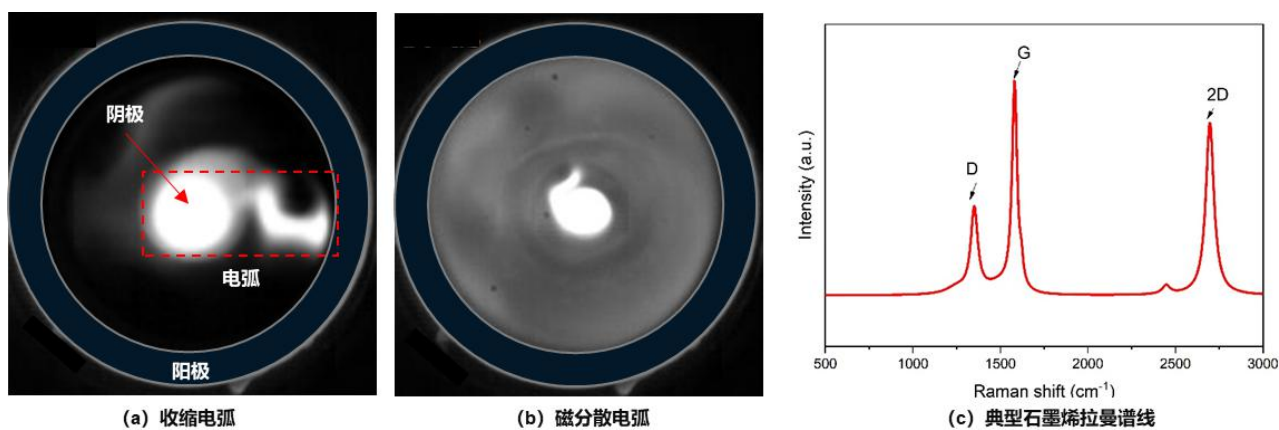 阴极
电弧
阳极
(a) 收缩电弧
(b) 磁分散电弧
Intensity (a.u.)
D
G
2D
500 1000 1500 2000 2500 3000
Raman shift (cm⁻¹)
(c) 典型石墨烯拉曼谱线